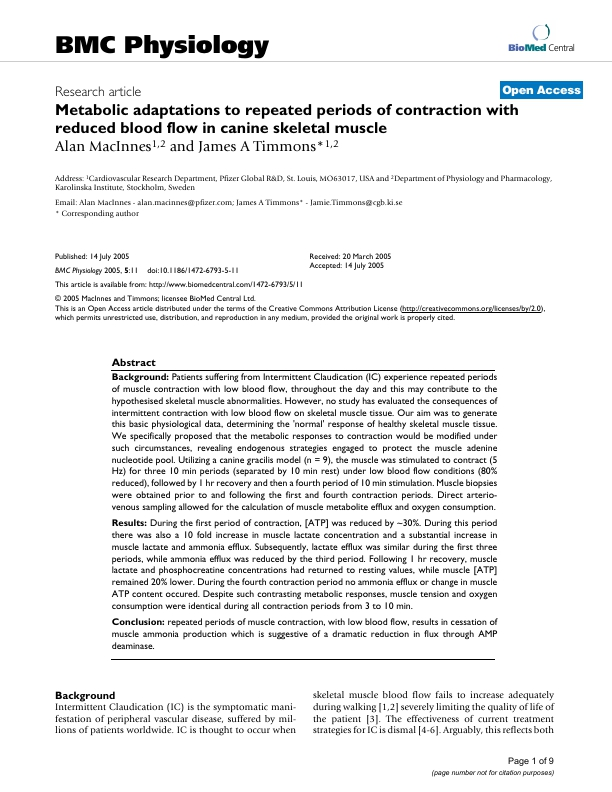 BMC Physiology
BioMed Central
Research article
Open Access
Metabolic adaptations to repeated periods of contraction with
reduced blood flow in canine skeletal muscle
Alan MacInnes1,2 and James A Timmons*1,2
Address: 1Cardiovascular Research Department, Pfizer Global R&D, St. Louis, MO63017, USA and 2Department of Physiology and Pharmacology,
Karolinska Institute, Stockholm, Sweden
Email: Alan MacInnes - alan.macinnes@pfizer.com; James A Timmons* - Jamie.Timmons@cgb.ki.se
* Corresponding author
Published: 14 July 2005
BMC Physiology 2005, 5:11 doi:10.1186/1472-6793-5-11
Received: 20 March 2005
Accepted: 14 July 2005
This article is available from: http://www.biomedcentral.com/1472-6793/5/11
© 2005 MacInnes and Timmons; licensee BioMed Central Ltd.
This is an Open Access article distributed under the terms of the Creative Commons Attribution License (http://creativecommons.org/licenses/by/2.0),
which permits unrestricted use, distribution, and reproduction in any medium, provided the original work is properly cited.
Abstract
Background: Patients suffering from Intermittent Claudication (IC) experience repeated periods
of muscle contraction with low blood flow, throughout the day and this may contribute to the
hypothesised skeletal muscle abnormalities. However, no study has evaluated the consequences of
intermittent contraction with low blood flow on skeletal muscle tissue. Our aim was to generate
this basic physiological data, determining the 'normal' response of healthy skeletal muscle tissue.
We specifically proposed that the metabolic responses to contraction would be modified under
such circumstances, revealing endogenous strategies engaged to protect the muscle adenine
nucleotide pool. Utilizing a canine gracilis model (n = 9), the muscle was stimulated to contract (5
Hz) for three 10 min periods (separated by 10 min rest) under low blood flow conditions (80%
reduced), followed by 1 hr recovery and then a fourth period of 10 min stimulation. Muscle biopsies
were obtained prior to and following the first and fourth contraction periods. Direct arterio-
venous sampling allowed for the calculation of muscle metabolite efflux and oxygen consumption.
Results: During the first period of contraction, [ATP] was reduced by ~30%. During this period
there was also a 10 fold increase in muscle lactate concentration and a substantial increase in
muscle lactate and ammonia efflux. Subsequently, lactate efflux was similar during the first three
periods, while ammonia efflux was reduced by the third period. Following 1 hr recovery, muscle
lactate and phosphocreatine concentrations had returned to resting values, while muscle [ATP]
remained 20% lower. During the fourth contraction period no ammonia efflux or change in muscle
ATP content occured. Despite such contrasting metabolic responses, muscle tension and oxygen
consumption were identical during all contraction periods from 3 to 10 min.
Conclusion: repeated periods of muscle contraction, with low blood flow, results in cessation of
muscle ammonia production which is suggestive of a dramatic reduction in flux through AMP
deaminase.
Background
Intermittent Claudication (IC) is the symptomatic mani-
festation of peripheral vascular disease, suffered by mil-
lions of patients worldwide. IC is thought to occur when
skeletal muscle blood flow fails to increase adequately
during walking [1,2] severely limiting the quality of life of
the patient [3]. The effectiveness of current treatment
strategies for IC is dismal [4-6]. Arguably, this reflects both
Page 1 of 9
(page number not for citation purposes)